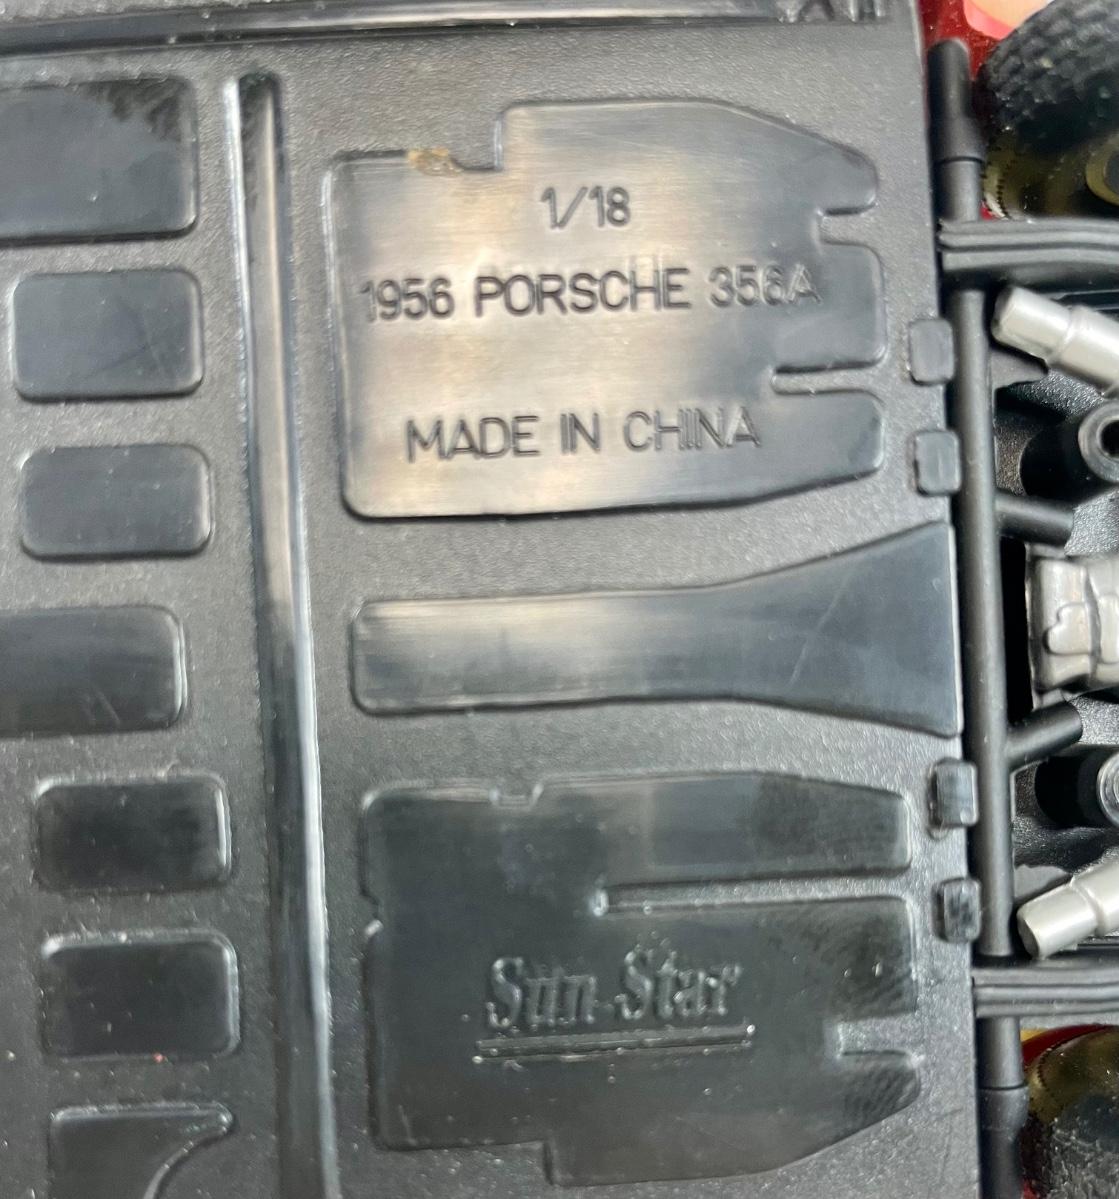 1/18
1956 PORSCHE 356A
MADE IN CHINA
Sun Star